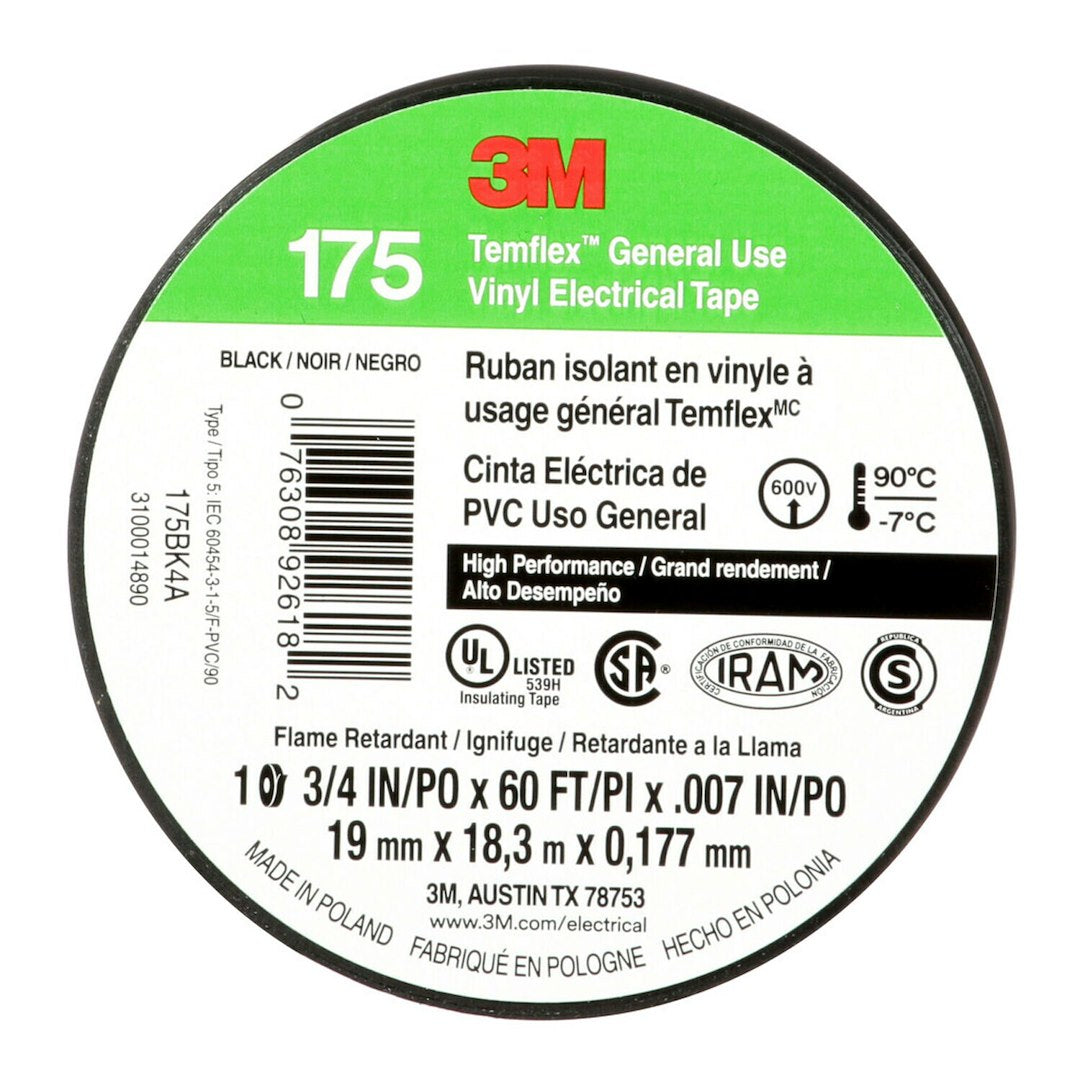 3M
175
Temflex™ General Use
Vinyl Electrical Tape
BLACK / NOIR / NEGRO
Ruban isolant en vinyle à
usage général Temflexᴹᶜ
Cinta Eléctrica de
PVC Uso General
600V
90°C
-7°C
High Performance / Grand rendement /
Alto Desempeño
0 76308 92618 2
Type / Tipo 5: IEC 60454-3-1-5/F-PVC/90
175BK4A
3100014890
UL ® LISTED
539H
Insulating Tape
SA ®
CERTIFICACIÓN DE CONFORMIDAD DE LA FABRICACIÓN
IRAM
REPUBLICA
S
ARGENTINA
Flame Retardant / Ignifuge / Retardante a la Llama
1 3/4 IN/PO x 60 FT/PI x .007 IN/PO
19 mm x 18,3 m x 0,177 mm
3M, AUSTIN TX 78753
www.3M.com/electrical
MADE IN POLAND FABRIQUÉ EN POLOGNE HECHO EN POLONIA